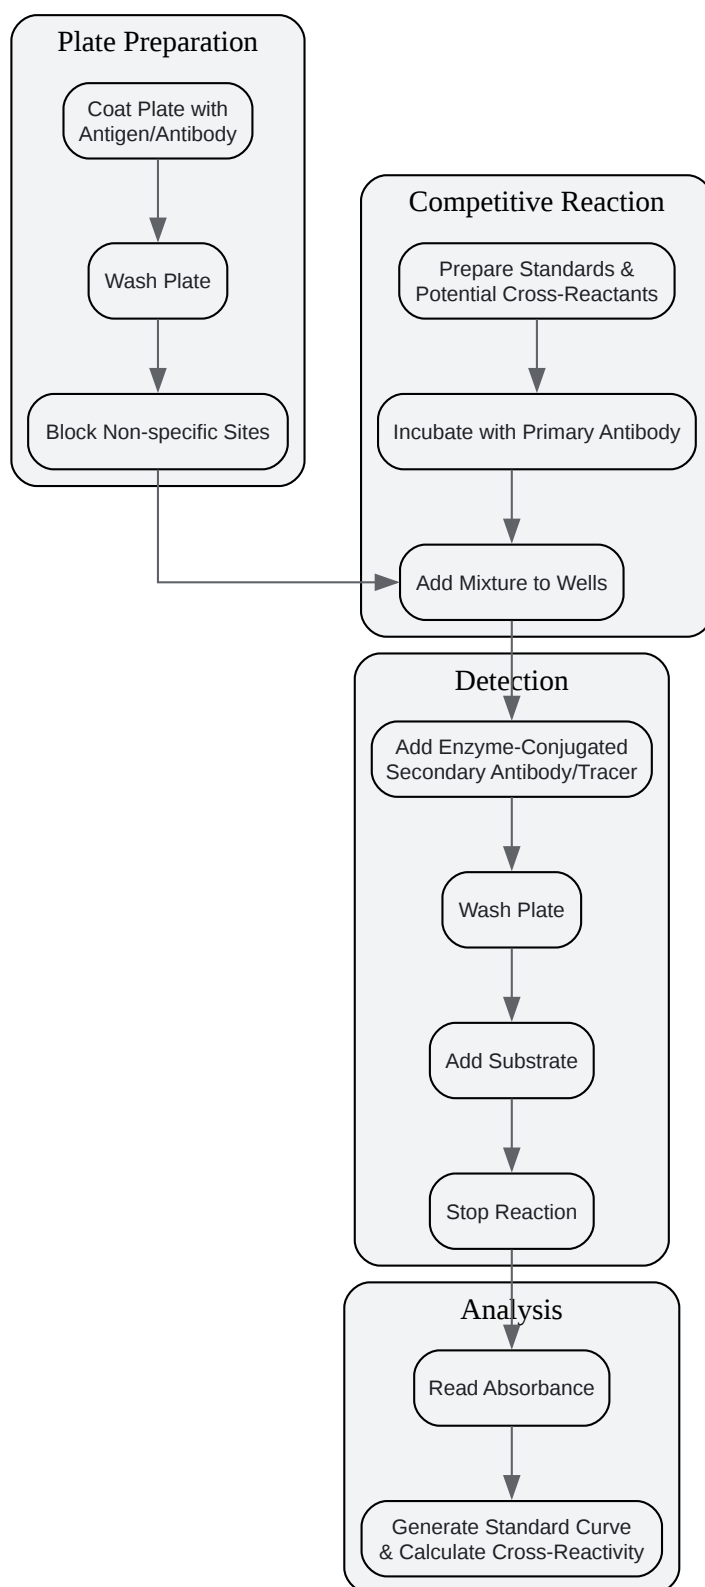 Plate Preparation
Coat Plate with
Antigen/Antibody
Wash Plate
Block Non-specific Sites
Competitive Reaction
Prepare Standards &
Potential Cross-Reactants
Incubate with Primary Antibody
Add Mixture to Wells
Detection
Add Enzyme-Conjugated
Secondary Antibody/Tracer
Wash Plate
Add Substrate
Stop Reaction
Analysis
Read Absorbance
Generate Standard Curve
& Calculate Cross-Reactivity